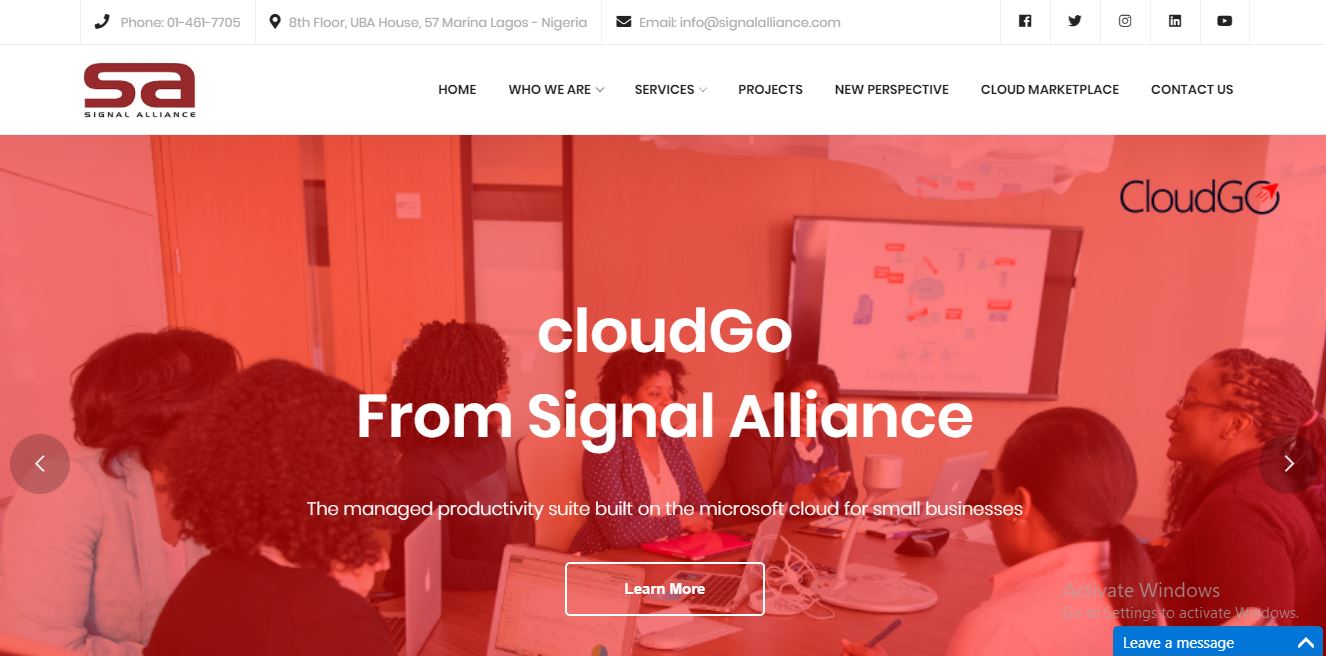 Phone: 01-461-7705
8th Floor, UBA House, 57 Marina Lagos - Nigeria
Email: info@signalalliance.com
sa
SIGNAL ALLIANCE
HOME
WHO WE ARE
SERVICES
PROJECTS
NEW PERSPECTIVE
CLOUD MARKETPLACE
CONTACT US
CloudGO
Company vs. Threats
cloudGo
From Signal Alliance
The managed productivity suite built on the microsoft cloud for small businesses
Learn More
Activate Windows
Go to Settings to activate Windows.
Leave a message